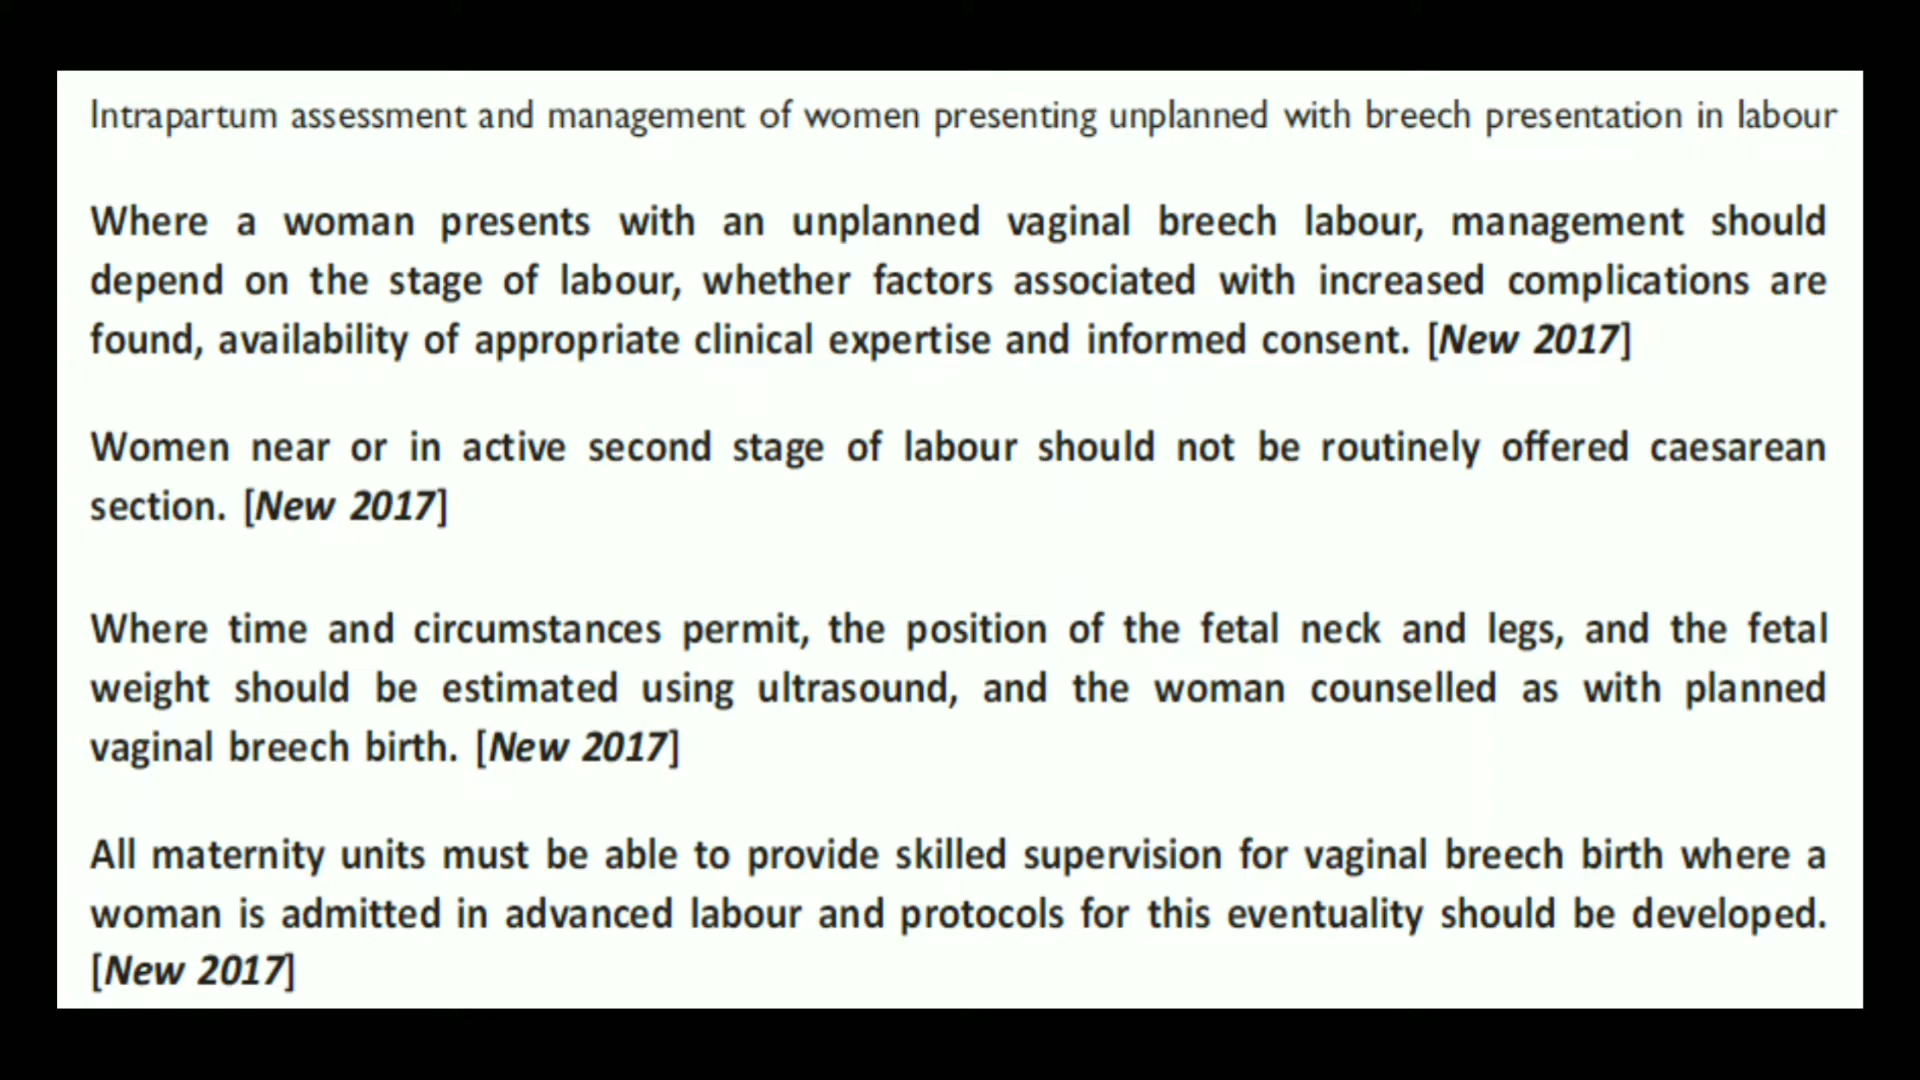 Intrapartum assessment and management of women presenting unplanned with breech presentation in labour
Where a woman presents with an unplanned vaginal breech labour, management should
depend on the stage of labour, whether factors associated with increased complications are
found, availability of appropriate clinical expertise and informed consent. [New 2017]
Women near or in active second stage of labour should not be routinely offered caesarean
section. [New 2017]
Where time and circumstances permit, the position of the fetal neck and legs, and the fetal
weight should be estimated using ultrasound, and the woman counselled as with planned
vaginal breech birth. [New 2017]
All maternity units must be able to provide skilled supervision for vaginal breech birth where a
woman is admitted in advanced labour and protocols for this eventuality should be developed.
[New 2017]